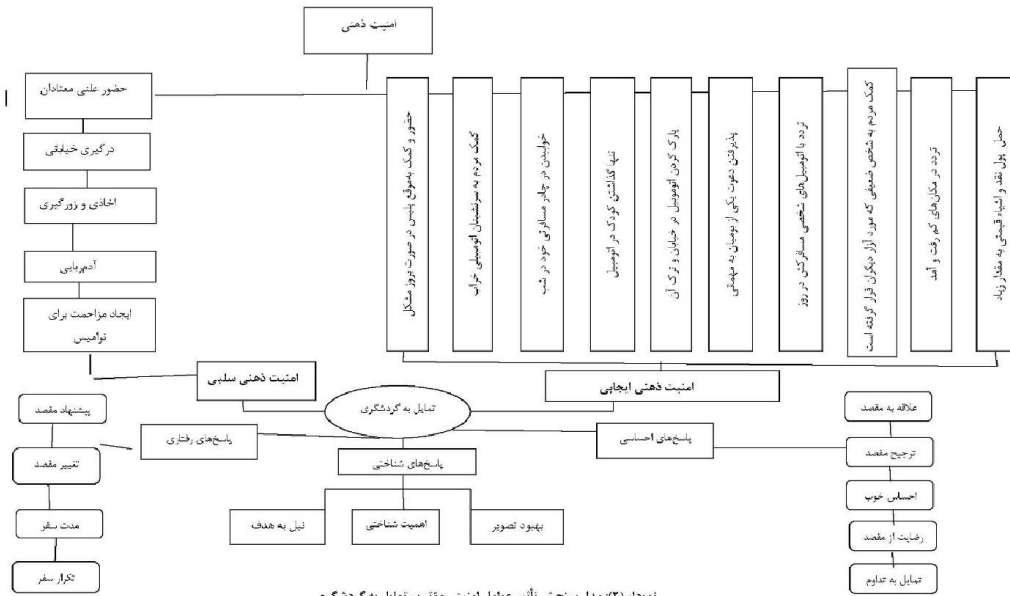 امنیت ذهنی
حضور علنی معتادان
درگیری خیابانی
اخاذی و زورگیری
آدم‌ربایی
ایجاد مزاحمت برای
نوامیس
حمل پول نقد و اشیاء قیمتی به مقدار زیاد
تردد در مکان‌های کم رفت و آمد
کمک مردم به شخص ضعیفی که مورد آزار دیگران قرار گرفته است
تردد با اتومبیل‌های شخصی مسافرکش در روز
پذیرفتن دعوت یکی از بومیان به مهمانی
پارک کردن اتومبیل در خیابان و ترک آن
تنها گذاشتن کودک در اتومبیل
خوابیدن در چادر مسافرتی خود در شب
کمک مردم به سرنشینان اتومبیلی خراب
حضور و کمک به‌موقع پلیس در صورت بروز مشکل
امنیت ذهنی سلبی
امنیت ذهنی ایجابی
تمایل به گردشگری
پاسخ‌های احساسی
پاسخ‌های رفتاری
پاسخ‌های شناختی
علاقه به مقصد
ترجیح مقصد
احساس خوب
رضایت از مقصد
تمایل به تداوم
بهبود تصویر
اهمیت شناختی
نیل به هدف
پیشنهاد مقصد
تغییر مقصد
مدت سفر
تکرار سفر